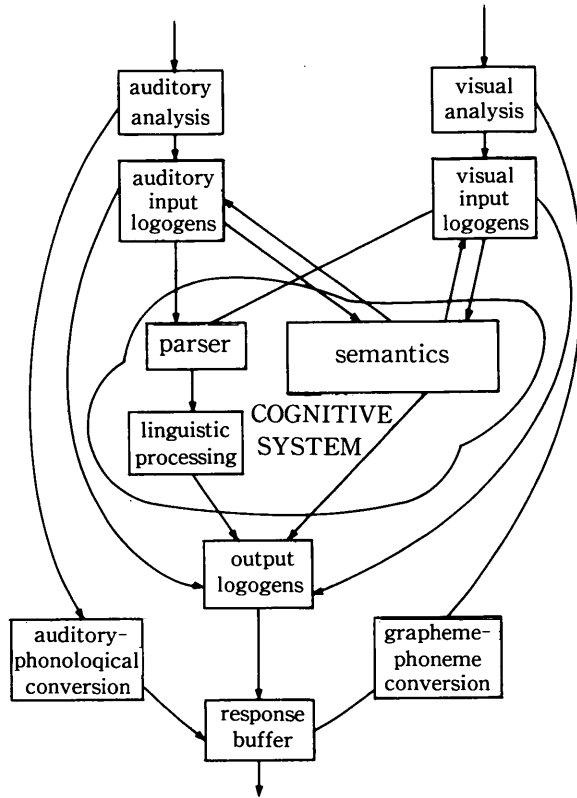 auditory
analysis
visual
analysis
auditory
input
logogens
visual
input
logogens
parser
semantics
COGNITIVE
SYSTEM
linguistic
processing
output
logogens
auditory-
phonoloqical
conversion
grapheme-
phoneme
conversion
response
buffer